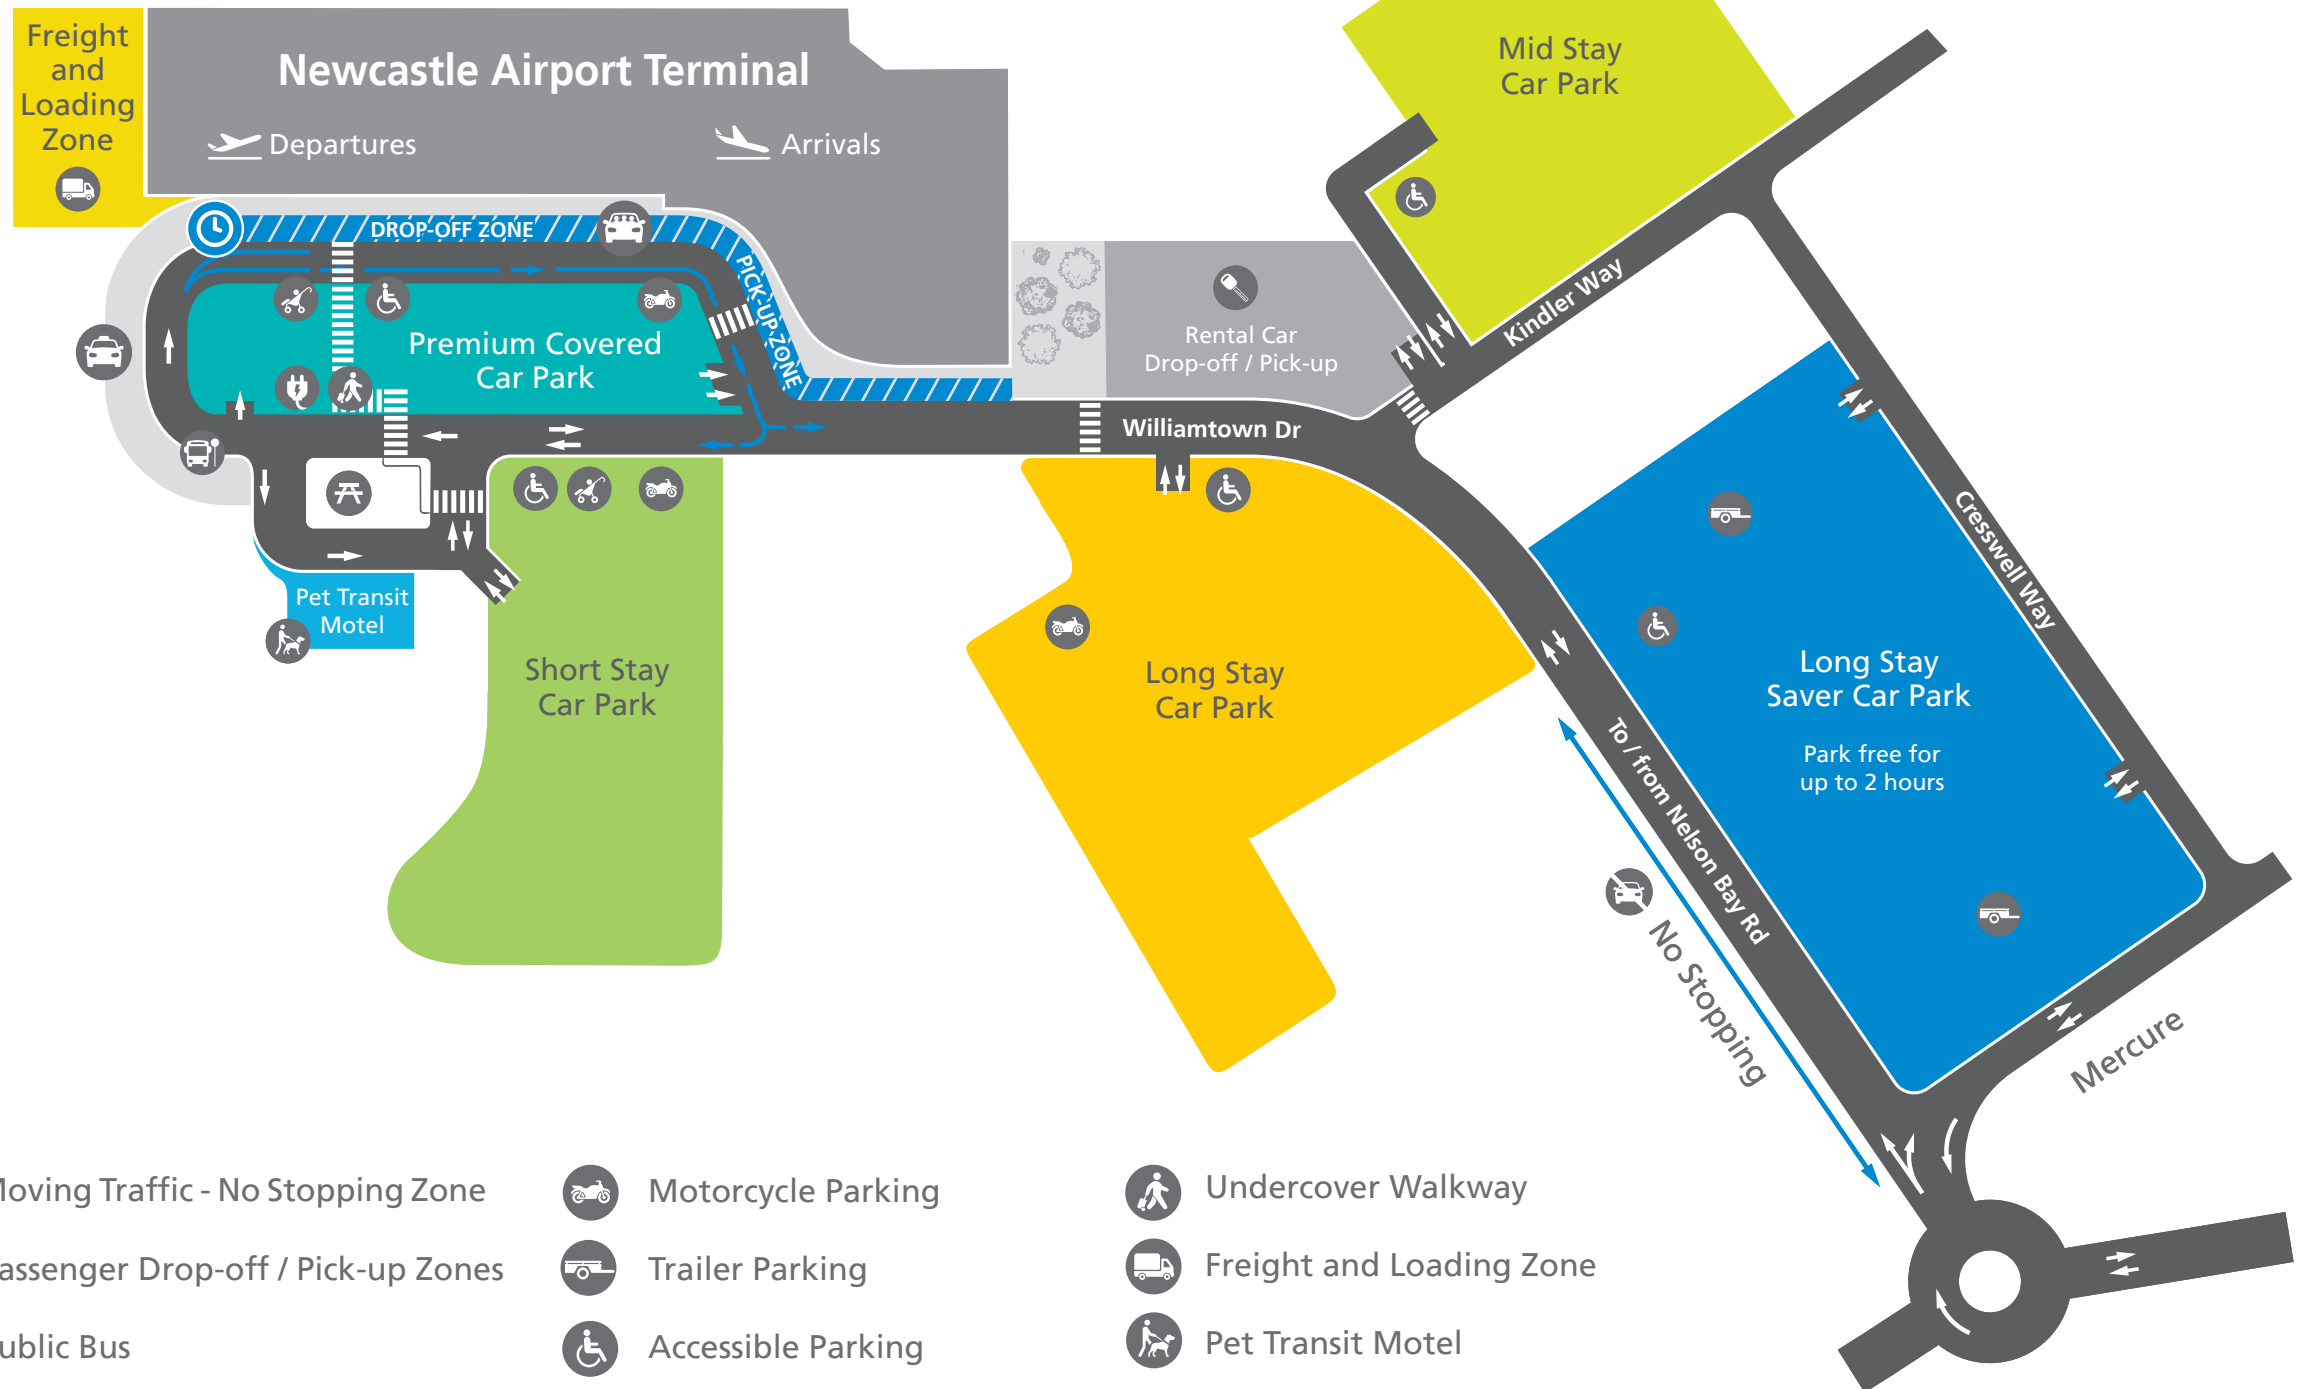 Freight
and
Loading
Zone
Newcastle Airport Terminal
Departures
Arrivals
Mid Stay
Car Park
DROP-OFF ZONE
PICK-UP ZONE
Premium Covered
Car Park
Rental Car
Drop-off / Pick-up
Kindler Way
Williamtown Dr
Cresswell Way
Pet Transit
Motel
Short Stay
Car Park
Long Stay
Car Park
Long Stay
Saver Car Park
Park free for
up to 2 hours
To / from Nelson Bay Rd
No Stopping
Mercure
Moving Traffic - No Stopping Zone
assenger Drop-off / Pick-up Zones
ublic Bus
Motorcycle Parking
Trailer Parking
Accessible Parking
Undercover Walkway
Freight and Loading Zone
Pet Transit Motel